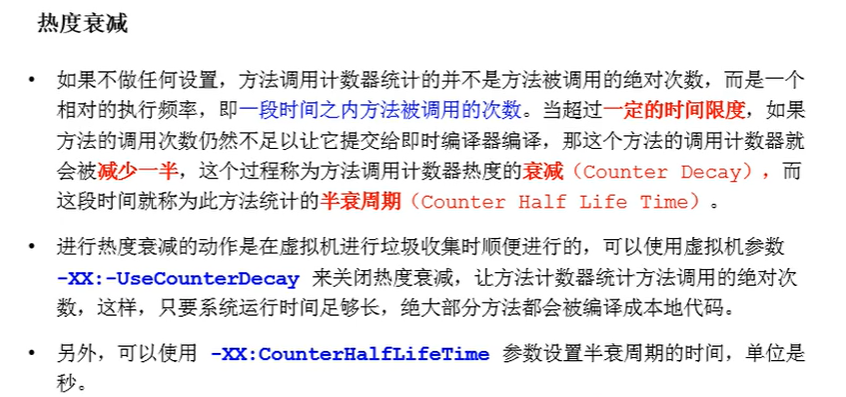 热度衰减
• 如果不做任何设置，方法调用计数器统计的并不是方法被调用的绝对次数，而是一个
相对的执行频率，即一段时间之内方法被调用的次数。当超过一定的时间限度，如果
方法的调用次数仍然不足以让它提交给即时编译器编译，那这个方法的调用计数器就
会被减少一半，这个过程称为方法调用计数器热度的衰减（Counter Decay），而
这段时间就称为此方法统计的半衰周期（Counter Half Life Time）。
• 进行热度衰减的动作是在虚拟机进行垃圾收集时顺便进行的，可以使用虚拟机参数
-XX:-UseCounterDecay 来关闭热度衰减，让方法计数器统计方法调用的绝对次
数，这样，只要系统运行时间足够长，绝大部分方法都会被编译成本地代码。
• 另外，可以使用 -XX:CounterHalfLifeTime 参数设置半衰周期的时间，单位是
秒。